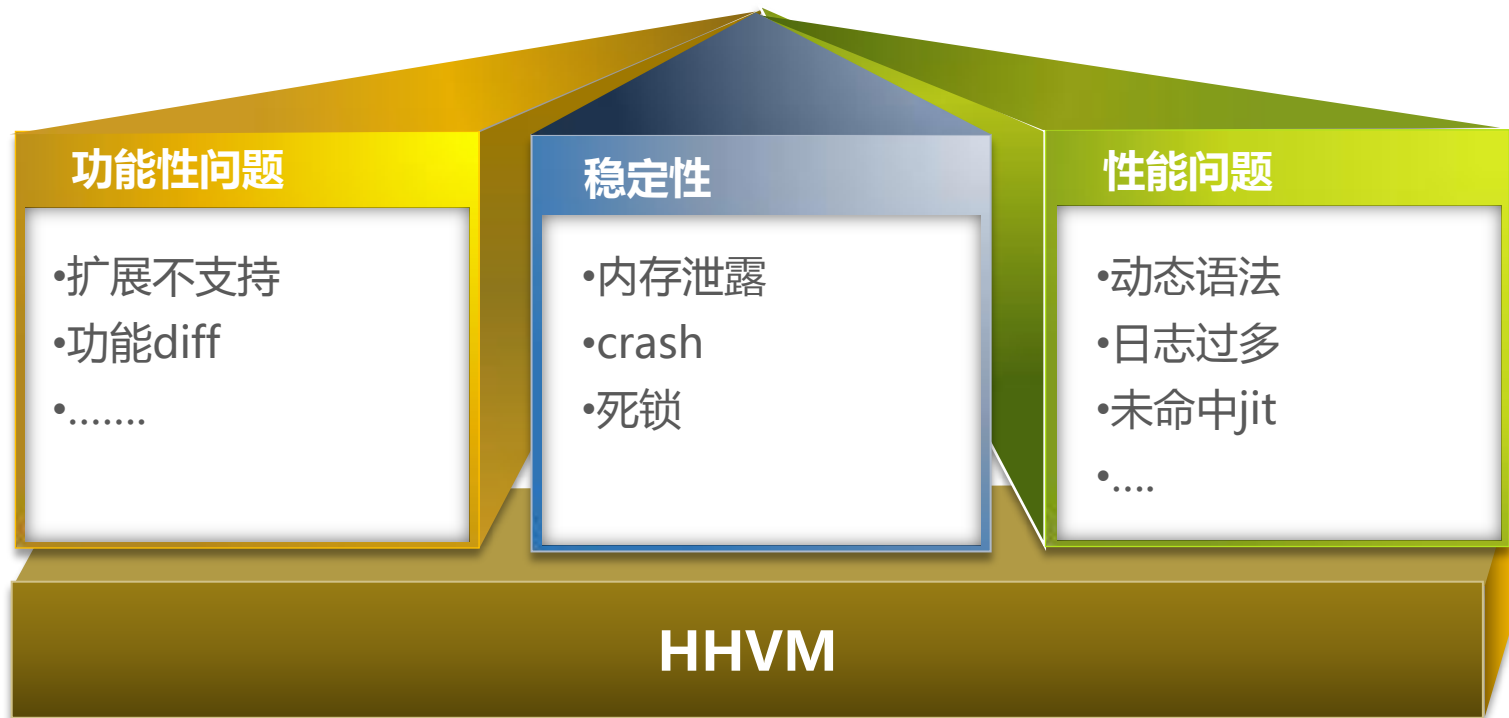 功能性问题
•扩展不支持
•功能diff
•.......
稳定性
•内存泄露
•crash
•死锁
性能问题
•动态语法
•日志过多
•未命中jit
•....
HHVM